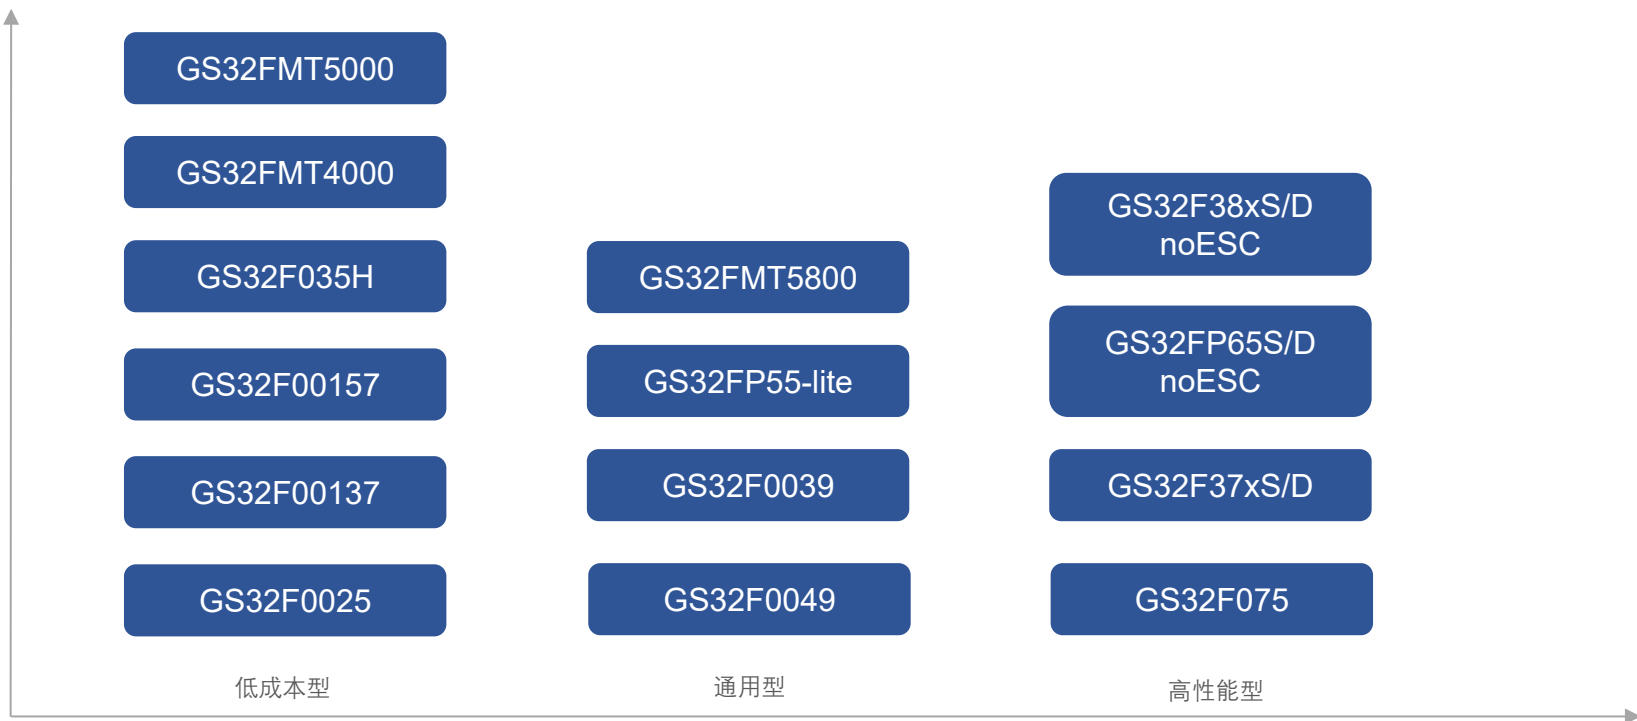 GS32FMT5000
GS32FMT4000
GS32F035H
GS32F00157
GS32F00137
GS32F0025
低成本型
GS32FMT5800
GS32FP55-lite
GS32F0039
GS32F0049
通用型
GS32F38xS/D
noESC
GS32FP65S/D
noESC
GS32F37xS/D
GS32F075
高性能型